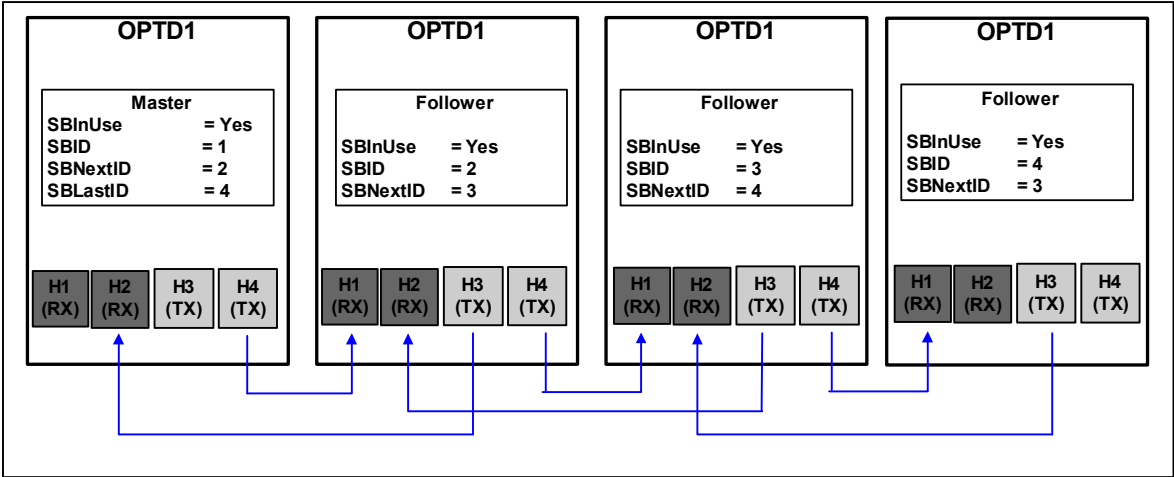 OPTD1
Master
SBInUse = Yes
SBID = 1
SBNextID = 2
SBLastID = 4
H1 (RX)
H2 (RX)
H3 (TX)
H4 (TX)
OPTD1
Follower
SBInUse = Yes
SBID = 2
SBNextID = 3
H1 (RX)
H2 (RX)
H3 (TX)
H4 (TX)
OPTD1
Follower
SBInUse = Yes
SBID = 3
SBNextID = 4
H1 (RX)
H2 (RX)
H3 (TX)
H4 (TX)
OPTD1
Follower
SBInUse = Yes
SBID = 4
SBNextID = 3
H1 (RX)
H2 (RX)
H3 (TX)
H4 (TX)